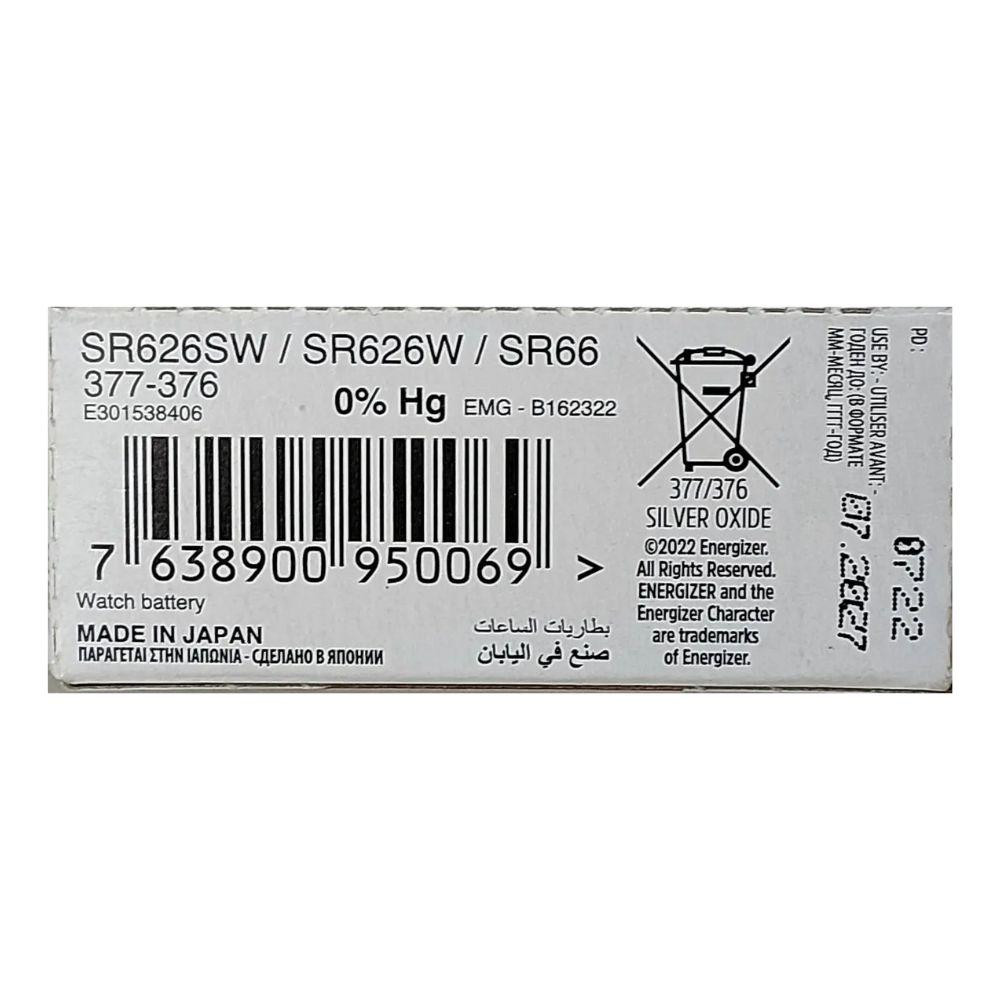 SR626SW / SR626W / SR66
377-376
E301538406
0% Hg EMG - B162322
7 638900 950069 >
Watch battery
MADE IN JAPAN
ΠΑΡΑΓΕΤΑΙ ΣΤΗΝ ΙΑΠΩΝΙΑ - СДЕЛАНО В ЯПОНИИ
بطاريات الساعات
صنع في اليابان
377/376
SILVER OXIDE
©2022 Energizer.
All Rights Reserved.
ENERGIZER and the
Energizer Character
are trademarks
of Energizer.
PD: 0722
USE BY: - UTILISER AVANT: -
ГОДЕН ДО: (В ФОРМАТЕ
ММ-МЕСЯЦ, ГГГГ-ГОД)
07.2027